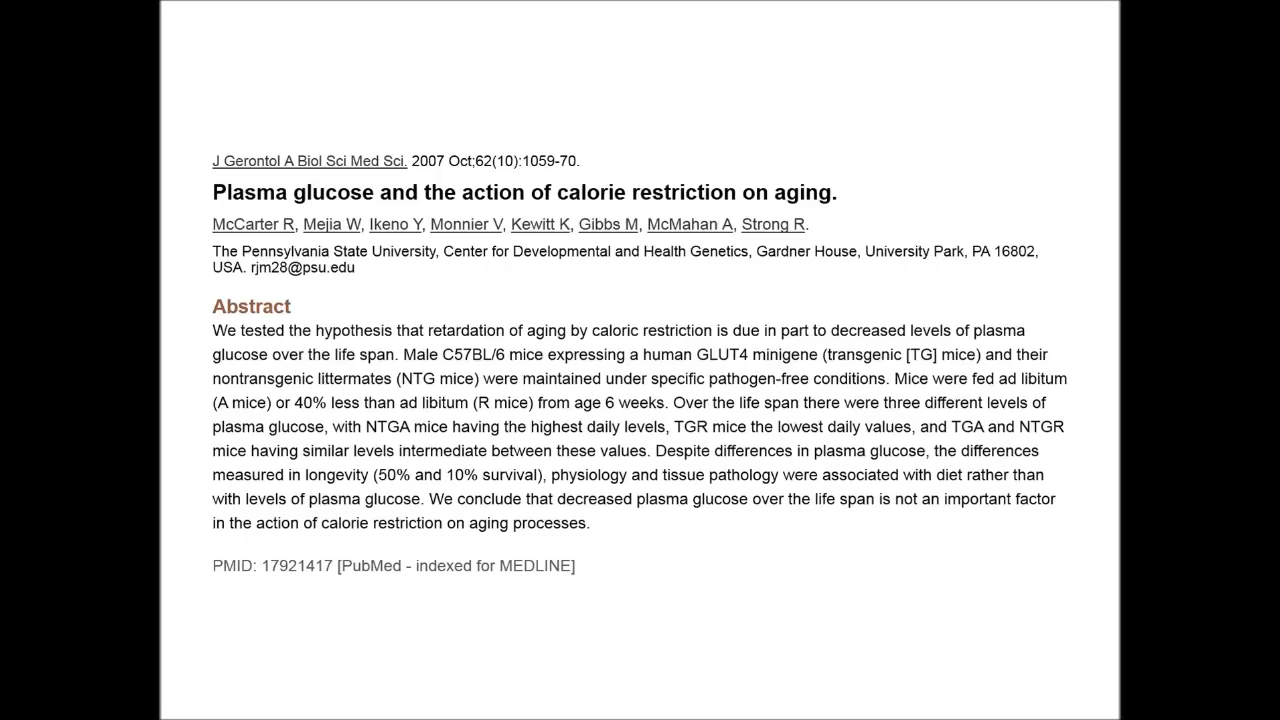 J Gerontol A Biol Sci Med Sci. 2007 Oct;62(10):1059-70.
Plasma glucose and the action of calorie restriction on aging.
McCarter R, Mejia W, Ikeno Y, Monnier V, Kewitt K, Gibbs M, McMahan A, Strong R.
The Pennsylvania State University, Center for Developmental and Health Genetics, Gardner House, University Park, PA 16802,
USA. rjm28@psu.edu
Abstract
We tested the hypothesis that retardation of aging by caloric restriction is due in part to decreased levels of plasma
glucose over the life span. Male C57BL/6 mice expressing a human GLUT4 minigene (transgenic [TG] mice) and their
nontransgenic littermates (NTG mice) were maintained under specific pathogen-free conditions. Mice were fed ad libitum
(A mice) or 40% less than ad libitum (R mice) from age 6 weeks. Over the life span there were three different levels of
plasma glucose, with NTGA mice having the highest daily levels, TGR mice the lowest daily values, and TGA and NTGR
mice having similar levels intermediate between these values. Despite differences in plasma glucose, the differences
measured in longevity (50% and 10% survival), physiology and tissue pathology were associated with diet rather than
with levels of plasma glucose. We conclude that decreased plasma glucose over the life span is not an important factor
in the action of calorie restriction on aging processes.
PMID: 17921417 [PubMed - indexed for MEDLINE]